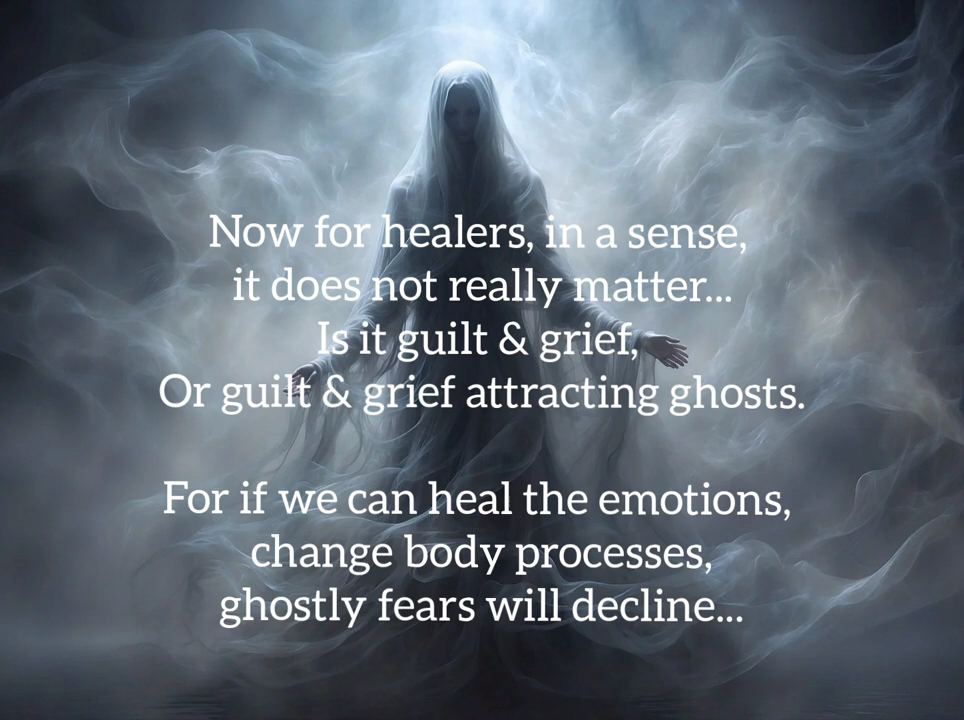 Now for healers, in a sense,
it does not really matter...
Is it guilt & grief,
Or guilt & grief attracting ghosts.
For if we can heal the emotions,
change body processes,
ghostly fears will decline...